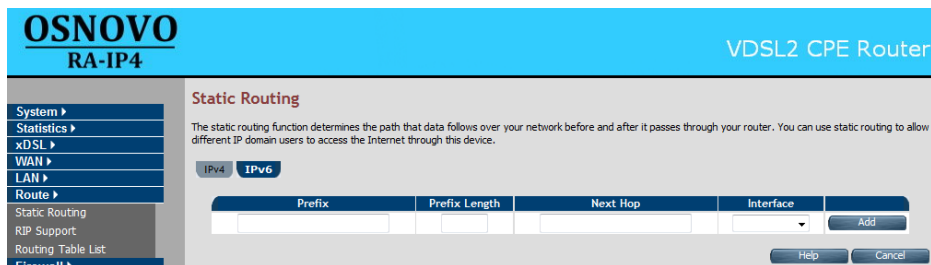 OSNOVO
RA-IP4
VDSL2 CPE Router
System
Statistics
xDSL
WAN
LAN
Route
Static Routing
RIP Support
Routing Table List
Firewall
Static Routing
The static routing function determines the path that data follows over your network before and after it passes through your router. You can use static routing to allow
different IP domain users to access the Internet through this device.
IPv4 IPv6
Prefix Prefix Length Next Hop Interface
Add
Help Cancel